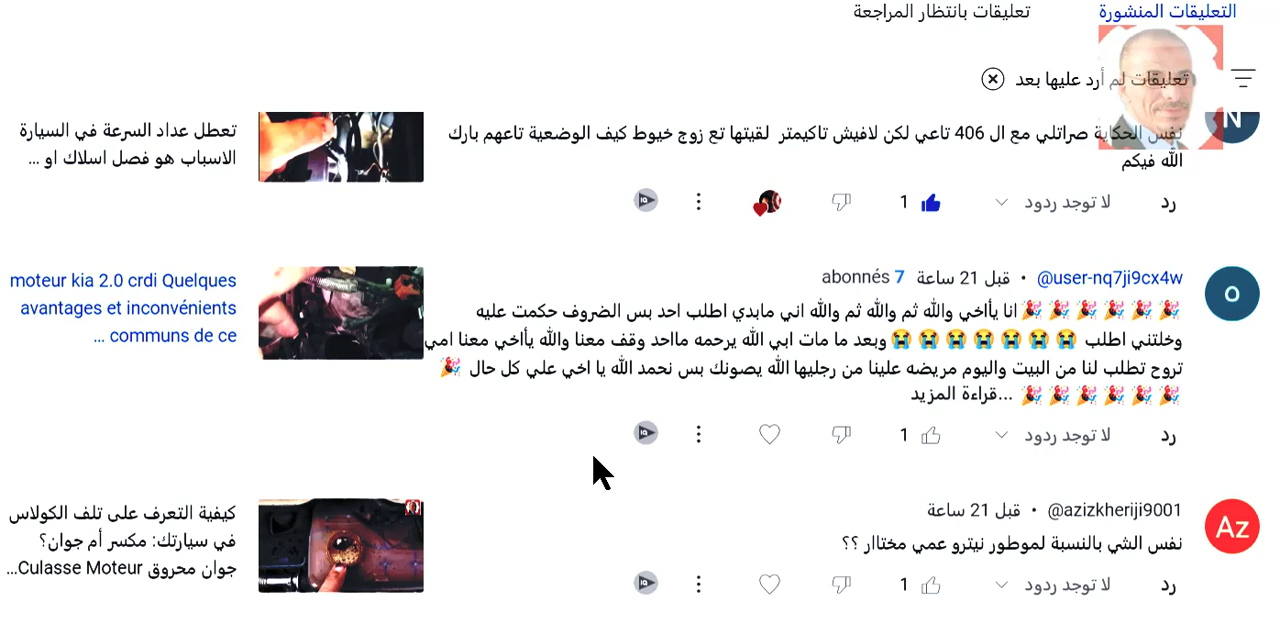 التعليقات المنشورة
تعليقات بانتظار المراجعة
تعليقات لم أرد عليها بعد
N
نفس الحكاية صراتلي مع ال 406 تاعي لكن لافيش تاكيمتر لقيتها تع زوج خيوط كيف الوضعية تاعهم بارك
الله فيكم
رد
لا توجد ردود
1
تعطل عداد السرعة في السيارة
الاسباب هو فصل اسلاك او ...
O
@user-nq7ji9cx4w • قبل 21 ساعة 7 abonnés
🎉 🎉 🎉 🎉 🎉 🎉 انا يأاخي والله ثم والله ثم والله اني مابدي اطلب احد بس الضروف حكمت عليه
وخلتني اطلب 😭 😭 😭 😭 😭 😭 😭 وبعد ما مات ابي الله يرحمه مااحد وقف معنا والله يأاخي معنا امي
تروح تطلب لنا من البيت واليوم مريضه علينا من رجليها الله يصونك بس نحمد الله يا اخي علي كل حال 🎉
🎉 🎉 🎉 🎉 🎉 🎉 ...قراءة المزيد
رد
لا توجد ردود
1
moteur kia 2.0 crdi Quelques
avantages et inconvénients
communs de ce ...
Az
@azizkheriji9001 • قبل 21 ساعة
نفس الشي بالنسبة لموطور نيترو عمي مختاار ؟؟
رد
لا توجد ردود
1
كيفية التعرف على تلف الكولاس
في سيارتك: مكسر أم جوان؟
جوان محروق Culasse Moteur...